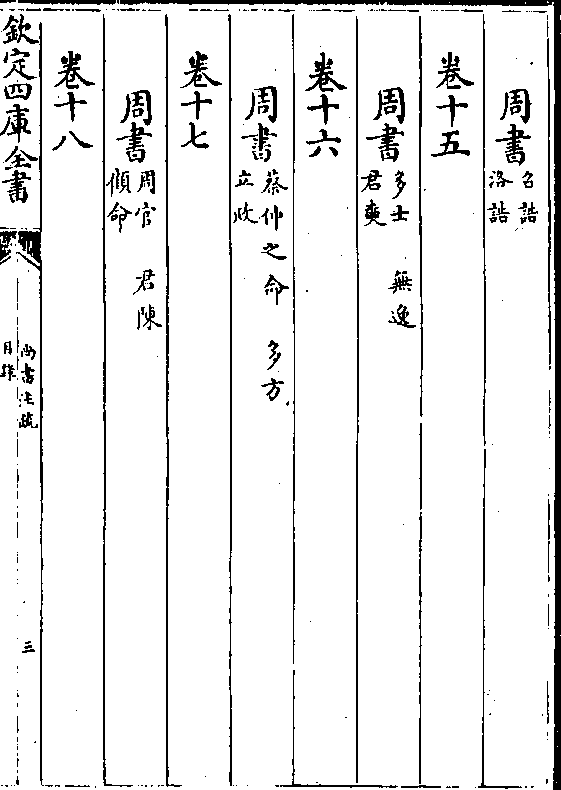 周書 召誥
洛誥
卷十五
周書 多士 無逸
君奭
卷十六
周書 蔡仲之命 多方
立政
卷十七
周書 周官 君陳
顧命
卷十八
欽定四庫全書
尚書注疏
目錄
三